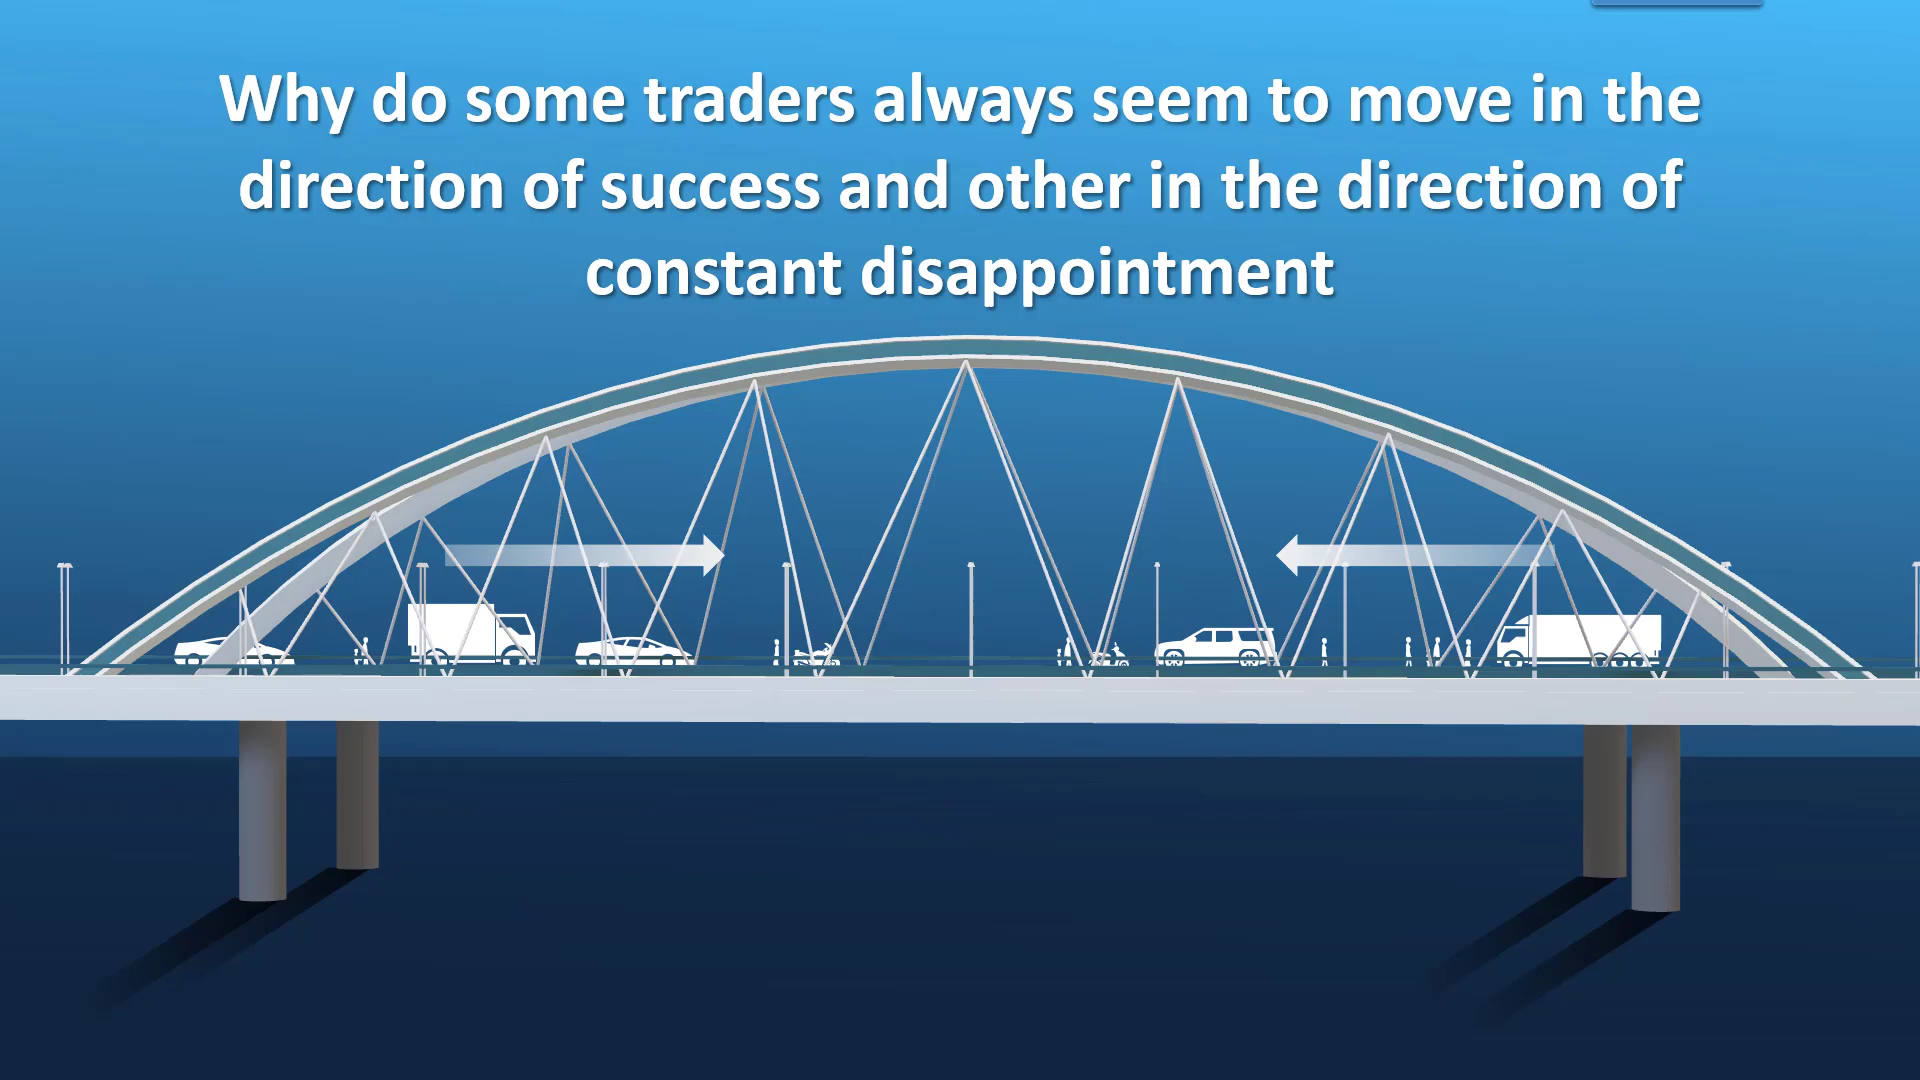 Why do some traders always seem to move in the
direction of success and other in the direction of
constant disappointment